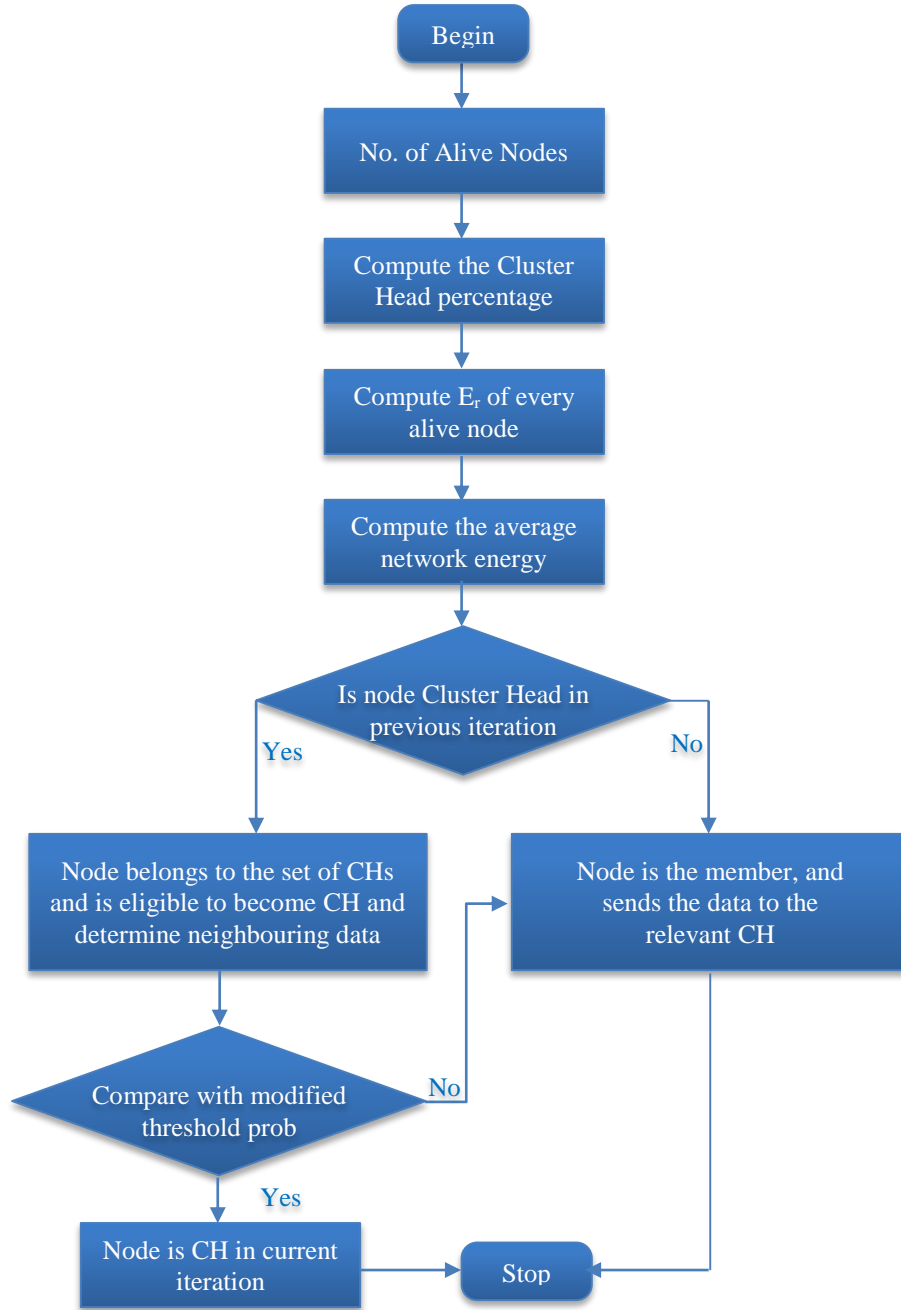 Begin
No. of Alive Nodes
Compute the Cluster
Head percentage
Compute Eᵣ of every
alive node
Compute the average
network energy
Is node Cluster Head in
previous iteration
Yes
No
Node belongs to the set of CHs
and is eligible to become CH and
determine neighbouring data
Node is the member, and
sends the data to the
relevant CH
Compare with modified
threshold prob
No
Yes
Node is CH in current
iteration
Stop